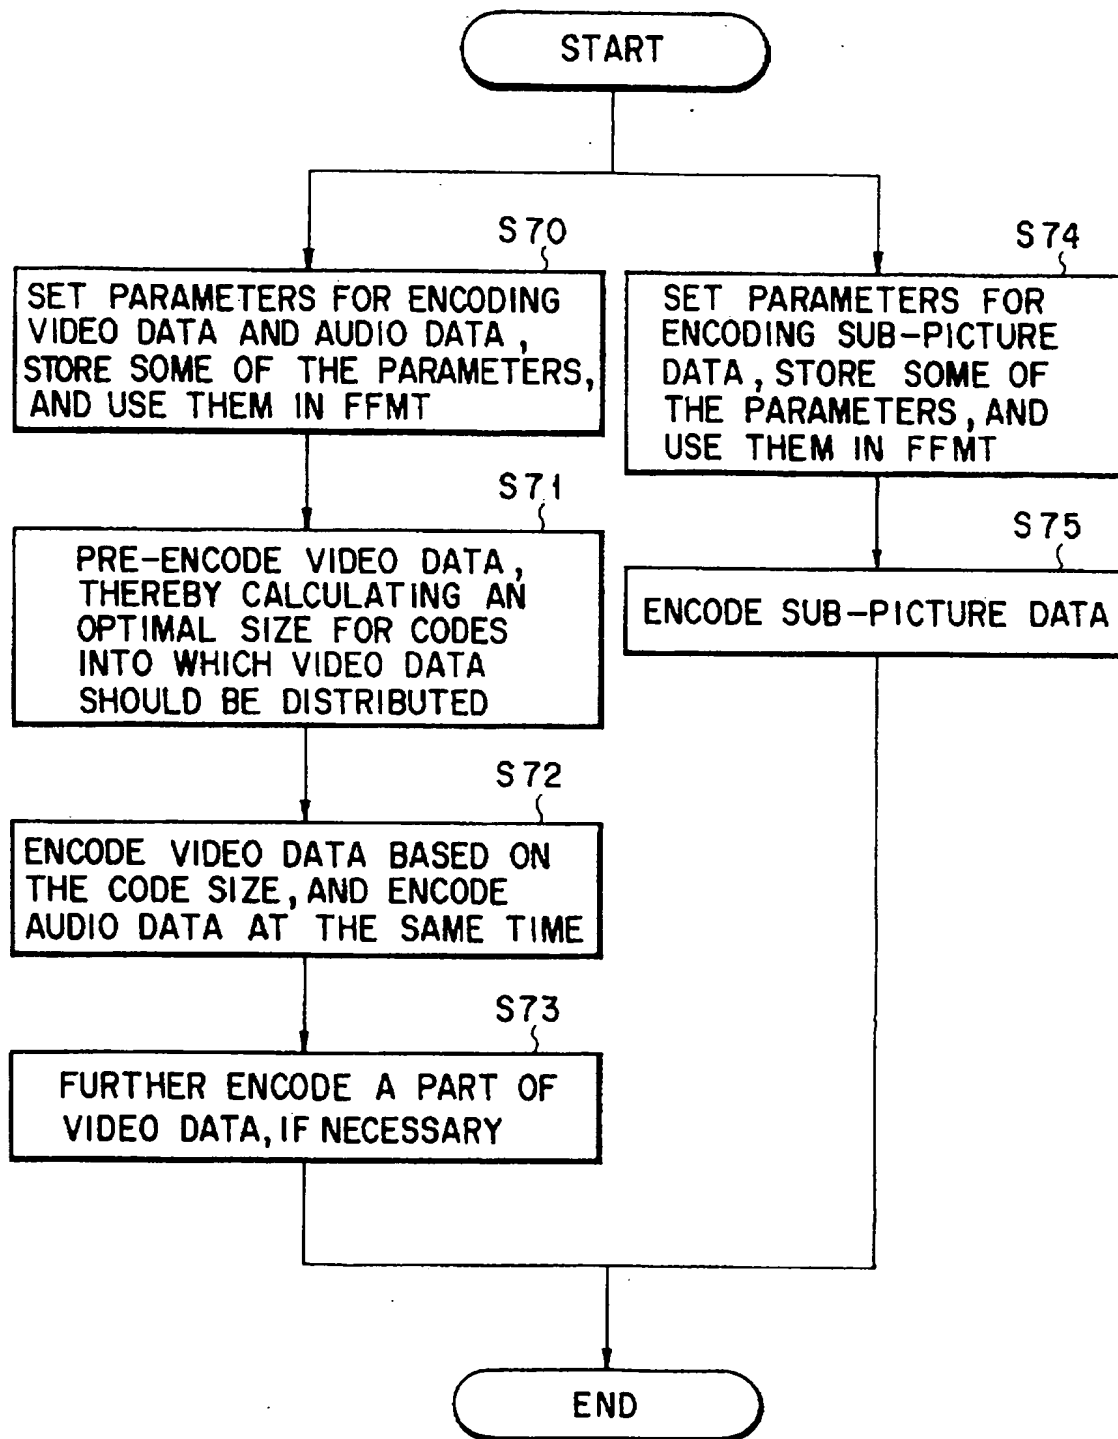 START
S70
SET PARAMETERS FOR ENCODING
VIDEO DATA AND AUDIO DATA,
STORE SOME OF THE PARAMETERS,
AND USE THEM IN FFMT
S74
SET PARAMETERS FOR
ENCODING SUB-PICTURE
DATA, STORE SOME OF
THE PARAMETERS, AND
USE THEM IN FFMT
S71
PRE-ENCODE VIDEO DATA,
THEREBY CALCULATING AN
OPTIMAL SIZE FOR CODES
INTO WHICH VIDEO DATA
SHOULD BE DISTRIBUTED
S75
ENCODE SUB-PICTURE DATA
S72
ENCODE VIDEO DATA BASED ON
THE CODE SIZE, AND ENCODE
AUDIO DATA AT THE SAME TIME
S73
FURTHER ENCODE A PART OF
VIDEO DATA, IF NECESSARY
END